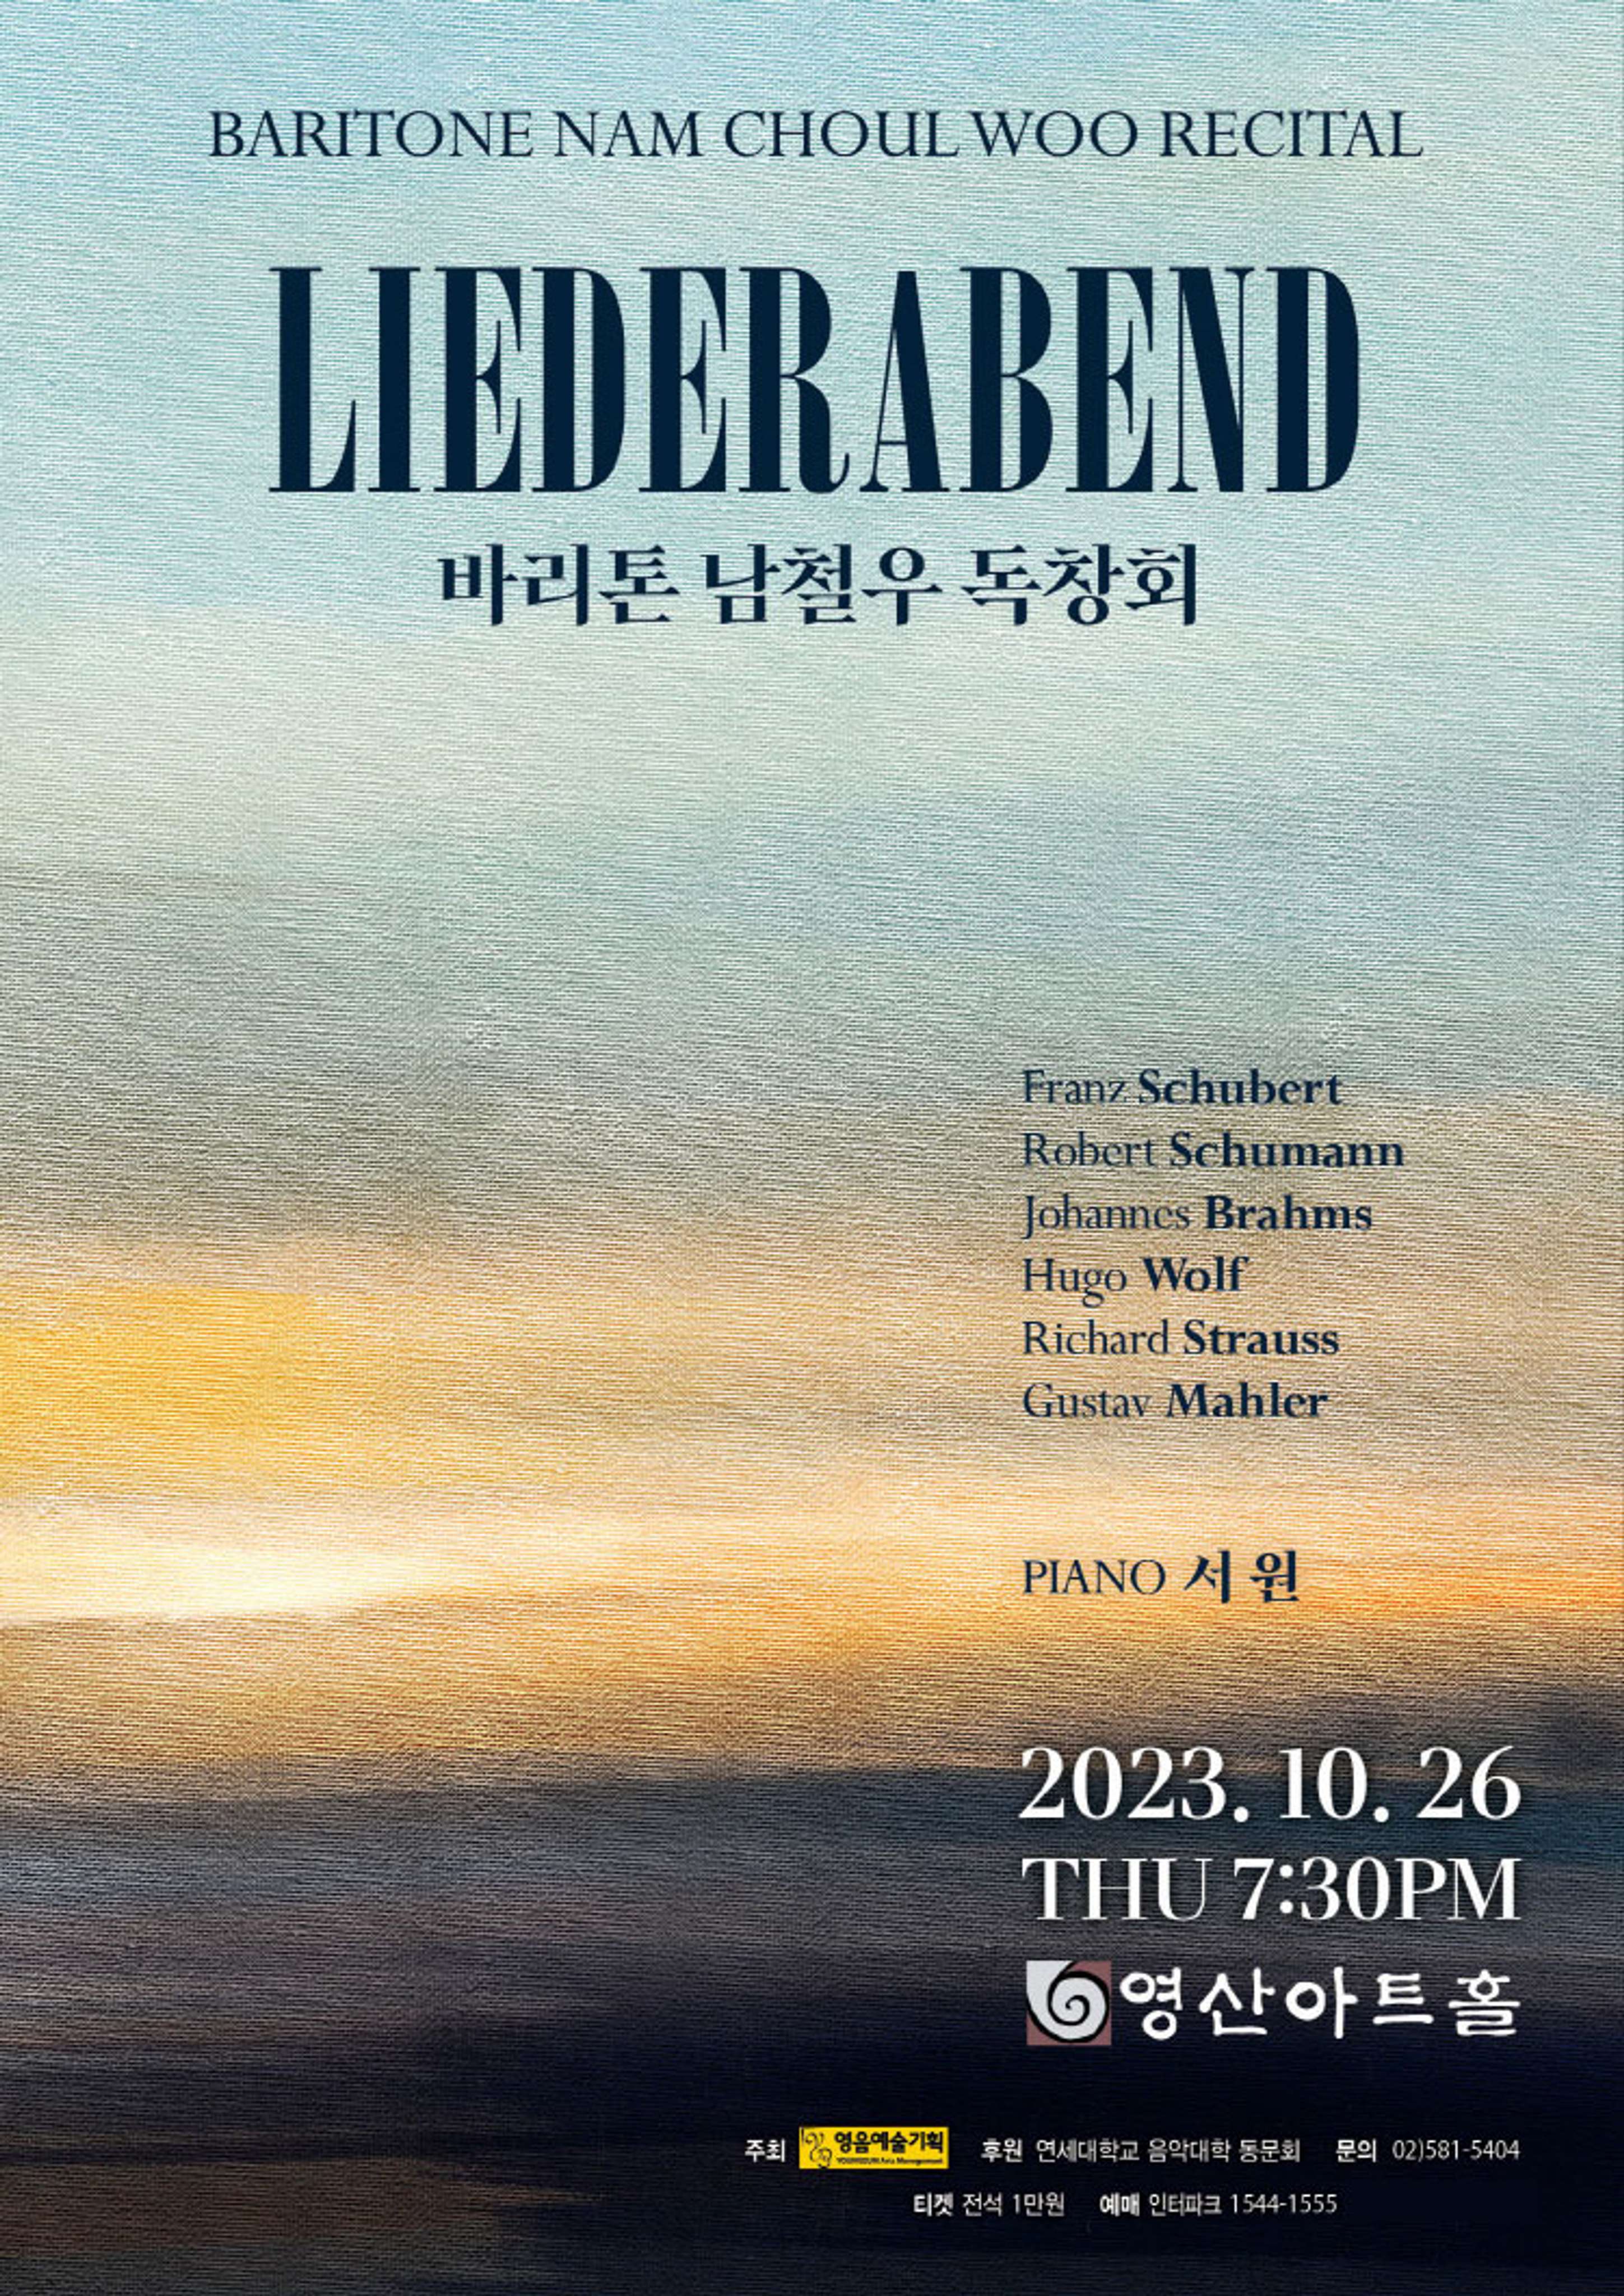 BARITONE NAM CHOUL WOO RECITAL
LIEDERABEND
바리톤 남철우 독창회
Franz Schubert
Robert Schumann
Johannes Brahms
Hugo Wolf
Richard Strauss
Gustav Mahler
PIANO 서 원
2023. 10. 26
THU 7:30PM
영산아트홀
주최 영음예술기획 YOUNGEUM Arts Management 후원 연세대학교 음악대학 동문회 문의 02)581-5404
티켓 전석 1만원 예매 인터파크 1544-1555